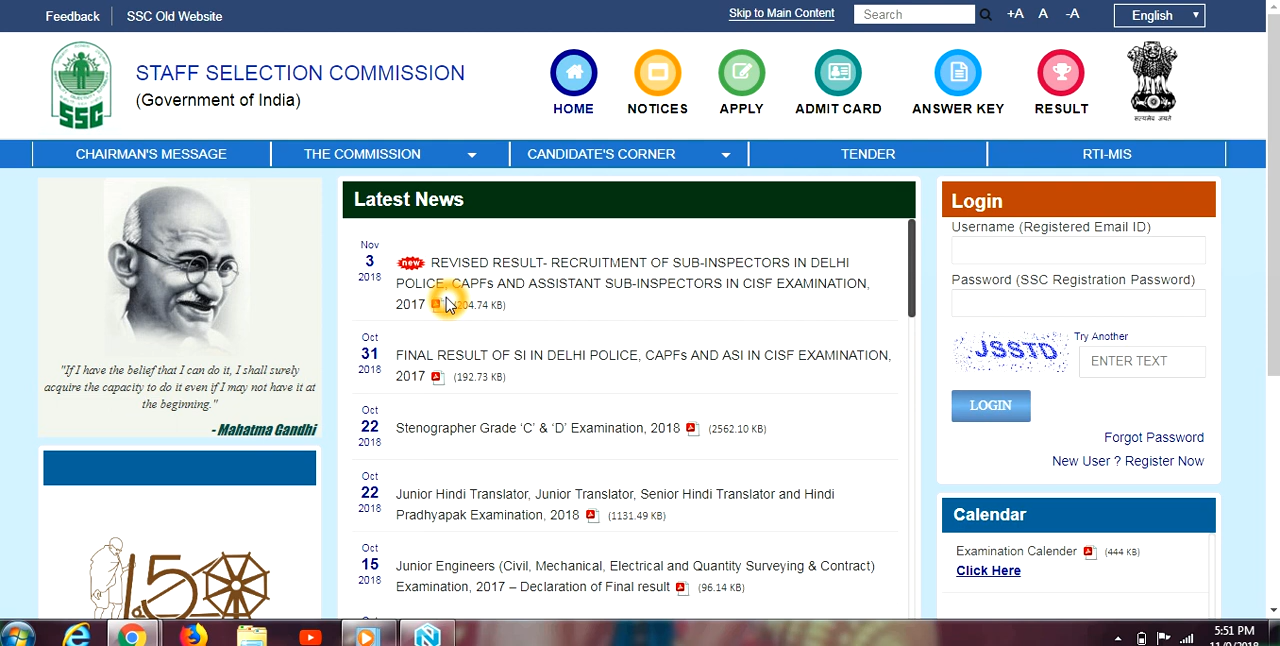 Feedback
SSC Old Website
Skip to Main Content
Search
+A
A
-A
English
SSC
STAFF SELECTION COMMISSION
(Government of India)
HOME
NOTICES
APPLY
ADMIT CARD
ANSWER KEY
RESULT
सत्यमेव जयते
CHAIRMAN'S MESSAGE
THE COMMISSION
CANDIDATE'S CORNER
TENDER
RTI-MIS
"If I have the belief that I can do it, I shall surely
acquire the capacity to do it even if I may not have it at
the beginning."
- Mahatma Gandhi
150
Latest News
Nov
3
2018
new REVISED RESULT- RECRUITMENT OF SUB-INSPECTORS IN DELHI
POLICE, CAPFs AND ASSISTANT SUB-INSPECTORS IN CISF EXAMINATION,
2017 (204.74 KB)
Oct
31
2018
FINAL RESULT OF SI IN DELHI POLICE, CAPFs AND ASI IN CISF EXAMINATION,
2017 (192.73 KB)
Oct
22
2018
Stenographer Grade ‘C’ & ‘D’ Examination, 2018 (2562.10 KB)
Oct
22
2018
Junior Hindi Translator, Junior Translator, Senior Hindi Translator and Hindi
Pradhyapak Examination, 2018 (1131.49 KB)
Oct
15
2018
Junior Engineers (Civil, Mechanical, Electrical and Quantity Surveying & Contract)
Examination, 2017 – Declaration of Final result (96.14 KB)
Login
Username (Registered Email ID)
Password (SSC Registration Password)
JSSTD
Try Another
ENTER TEXT
LOGIN
Forgot Password
New User ? Register Now
Calendar
Examination Calender (444 KB)
Click Here
5:51 PM